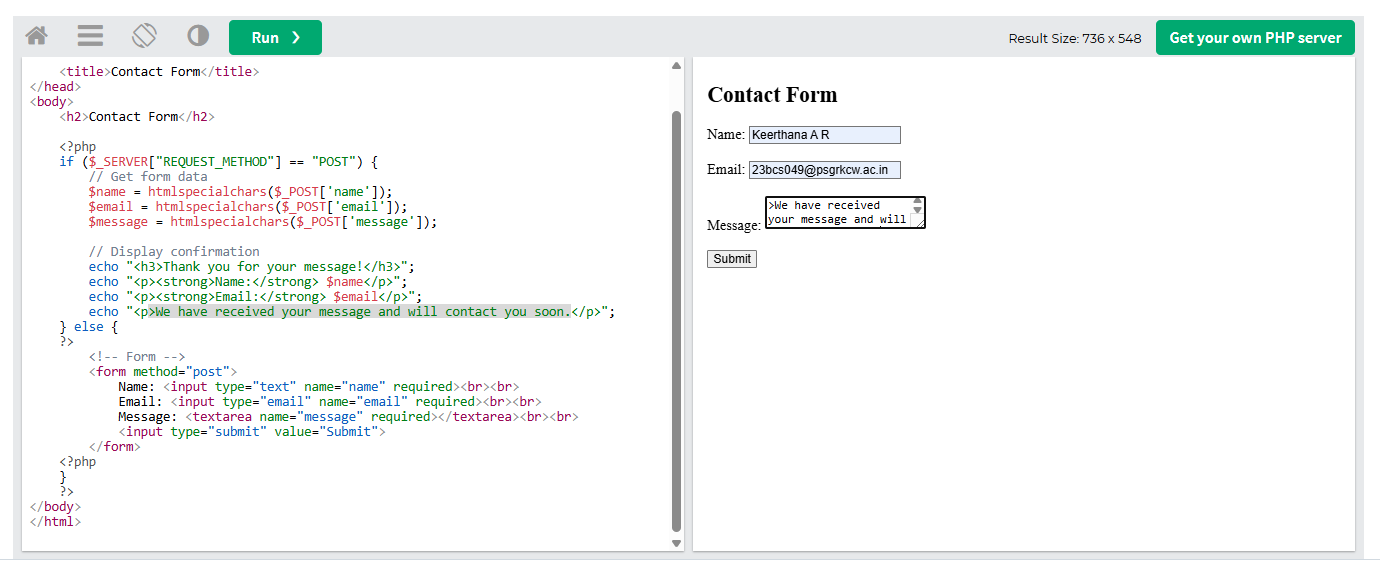 Run ❯
Result Size: 736 x 548
Get your own PHP server
<title>Contact Form</title>
</head>
<body>
<h2>Contact Form</h2>
<?php
if ($_SERVER["REQUEST_METHOD"] == "POST") {
// Get form data
$name = htmlspecialchars($_POST['name']);
$email = htmlspecialchars($_POST['email']);
$message = htmlspecialchars($_POST['message']);
// Display confirmation
echo "<h3>Thank you for your message!</h3>";
echo "<p><strong>Name:</strong> $name</p>";
echo "<p><strong>Email:</strong> $email</p>";
echo "<p>We have received your message and will contact you soon.</p>";
} else {
?>
<!-- Form -->
<form method="post">
Name: <input type="text" name="name" required><br><br>
Email: <input type="email" name="email" required><br><br>
Message: <textarea name="message" required></textarea><br><br>
<input type="submit" value="Submit">
</form>
<?php
}
?>
</body>
</html>
Contact Form
Name: Keerthana A R
Email: 23bcs049@psgrkcw.ac.in
>We have received
your message and will
Message:
Submit